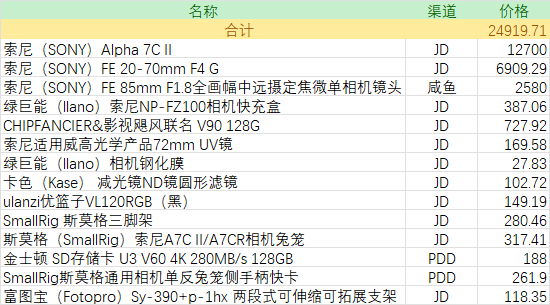 名称 渠道 价格
合计 24919.71
索尼（SONY）Alpha 7C II JD 12700
索尼（SONY）FE 20-70mm F4 G JD 6909.29
索尼（SONY）FE 85mm F1.8全画幅中远摄定焦微单相机镜头 咸鱼 2580
绿巨能（llano）索尼NP-FZ100相机快充盒 JD 387.06
CHIPFANCIER&影视飓风联名 V90 128G JD 727.92
索尼适用威高光学产品72mm UV镜 JD 169.58
绿巨能（llano）相机钢化膜 JD 27.83
卡色（Kase） 减光镜ND镜圆形滤镜 JD 102.72
ulanzi优篮子VL120RGB（黑） JD 149.19
SmallRig 斯莫格三脚架 JD 280.46
斯莫格（SmallRig）索尼A7C II/A7CR相机兔笼 JD 317.41
金士顿 SD存储卡 U3 V60 4K 280MB/s 128GB PDD 188
SmallRig斯莫格通用相机单反兔笼侧手柄快卡 PDD 261.9
富图宝（Fotopro）Sy-390+p-1hx 两段式可伸缩可拓展支架 JD 118.35